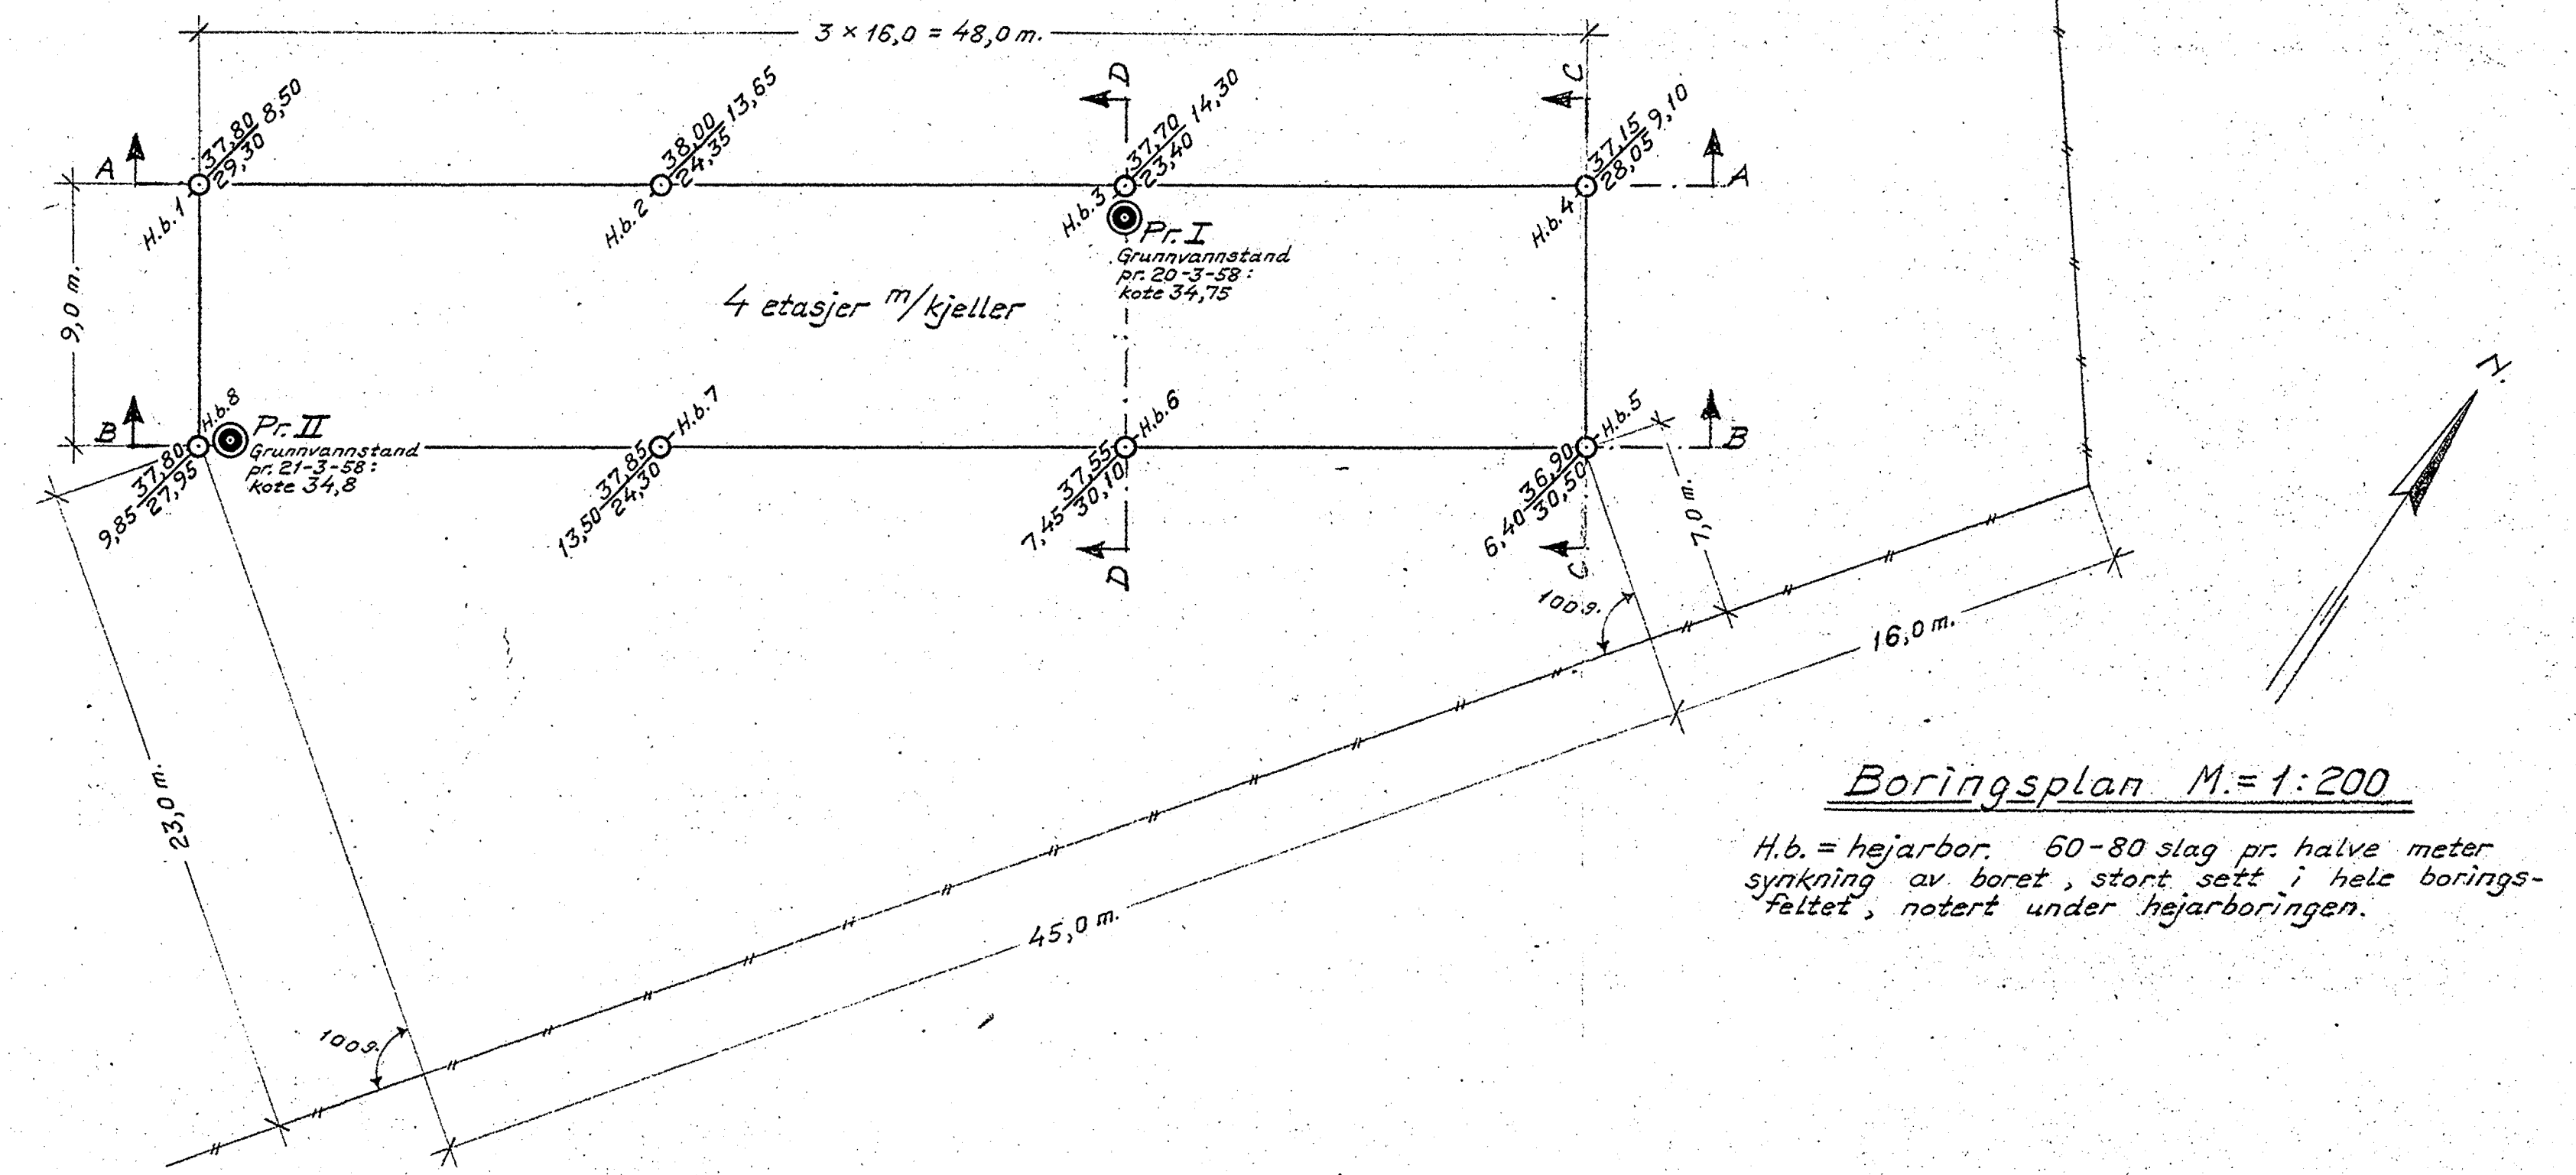 3 × 16,0 = 48,0 m.
D
C
37,80 8,50
29,30
38,00 13,65
24,35
37,70 14,30
23,40
37,15 9,10
28,05
A
A
H.b. 1
H.b. 2
H.b. 3
H.b. 4
Pr. I
Grunnvannstand
pr. 20-3-58:
kote 34,75
9,0 m.
4 etasjer m/kjeller
N.
B
B
H.b. 8
H.b. 7
H.b. 6
H.b. 5
Pr. II
Grunnvannstand
pr. 21-3-58:
kote 34,8
9,85 37,80
27,95
13,50 37,85
24,30
7,45 37,55
30,10
6,40 36,90
30,50
7,0 m.
D
C
100 g.
16,0 m.
23,0 m.
45,0 m.
100 g.
Boringsplan M.= 1:200
H.b. = hejarbor. 60-80 slag pr. halve meter
synkning av boret, stort sett i hele borings-
feltet, notert under hejarboringen.